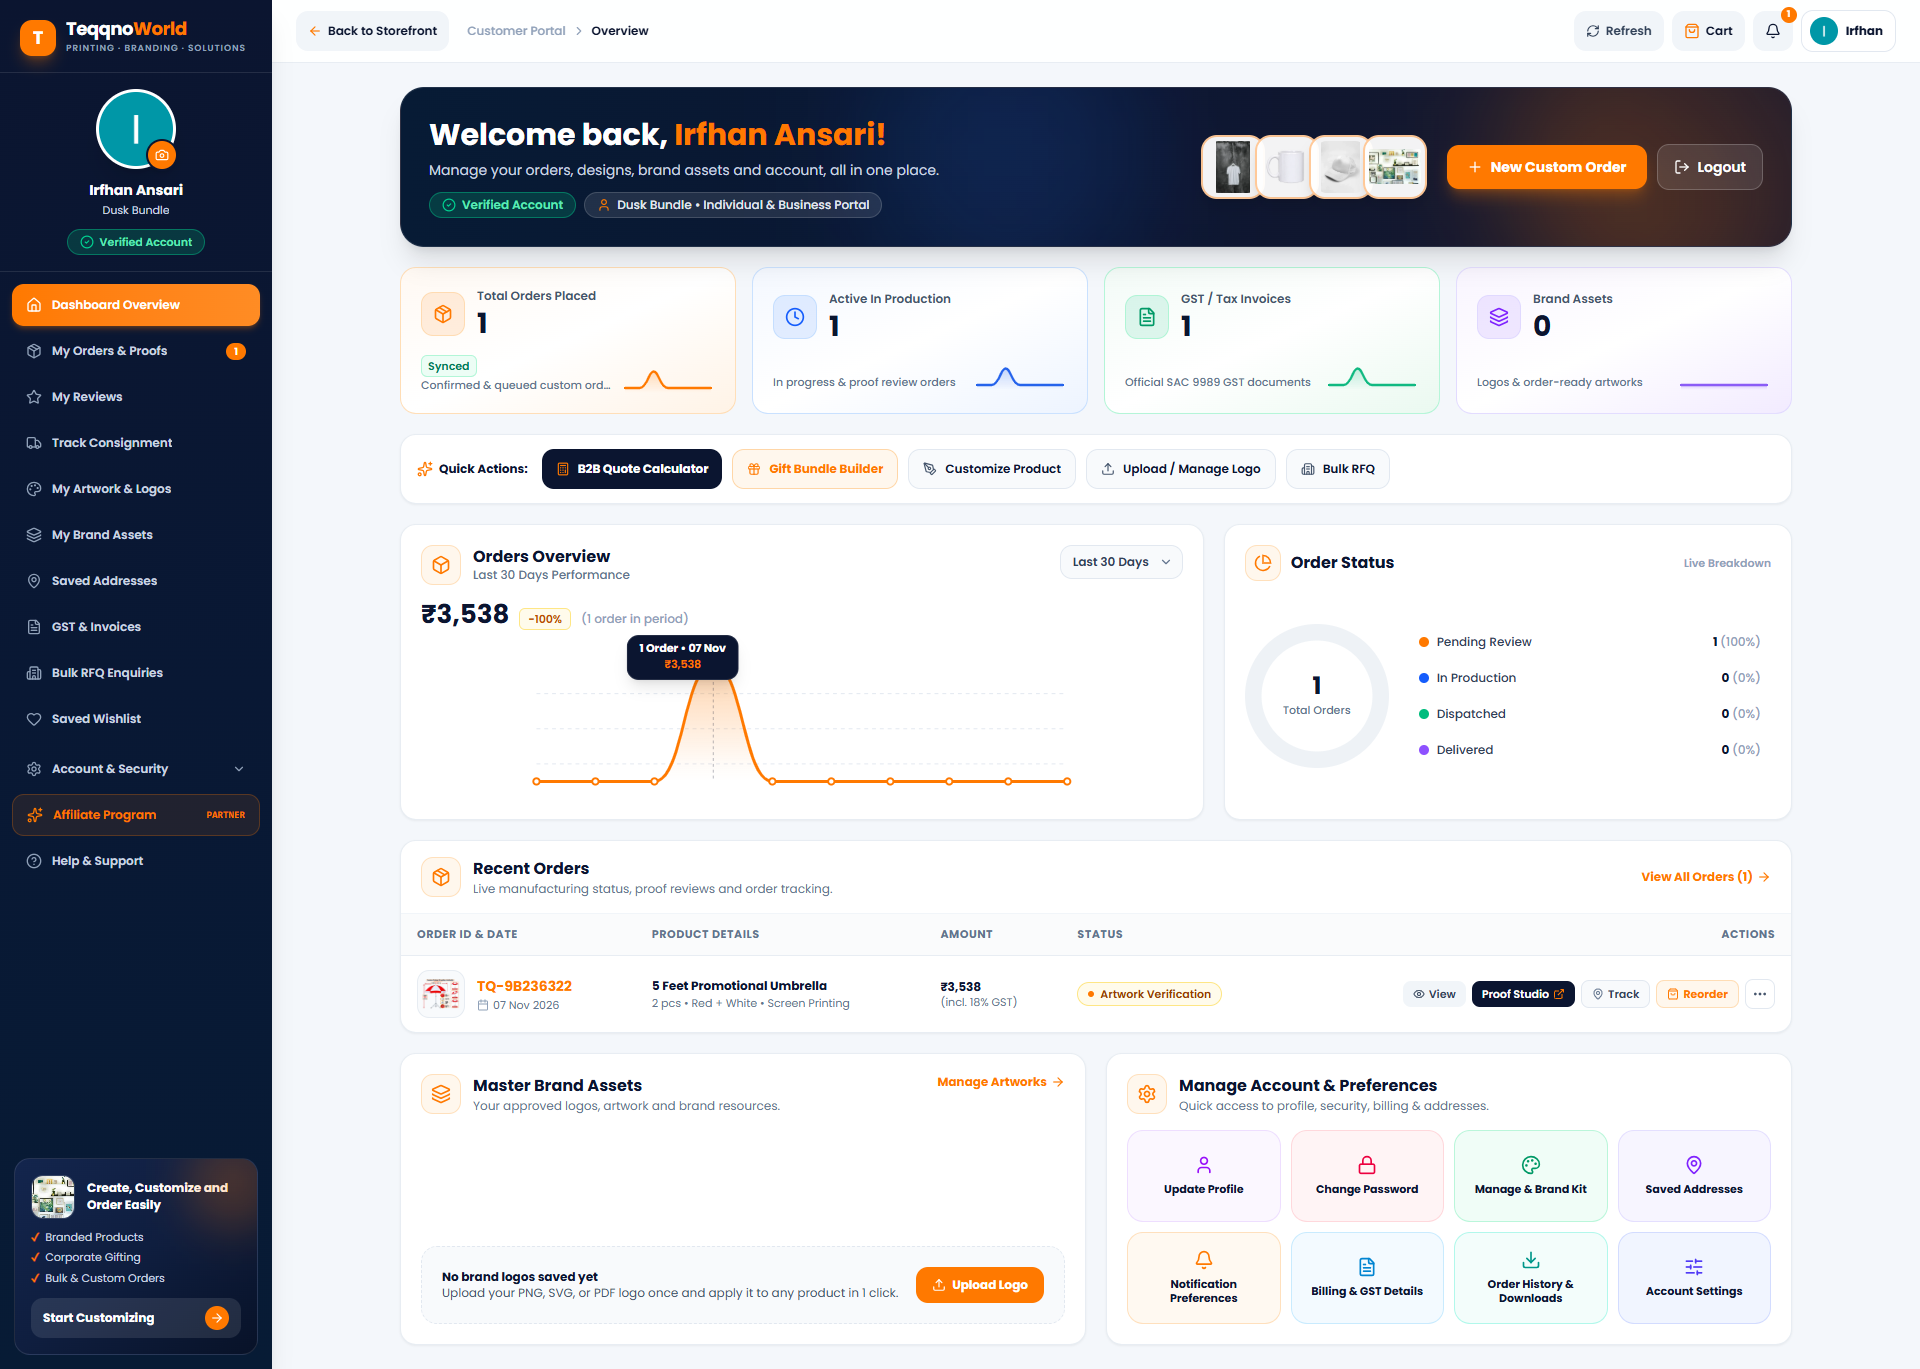 T
TeqqnoWorld
PRINTING · BRANDING · SOLUTIONS
I
Irfhan Ansari
Dusk Bundle
Verified Account
Dashboard Overview
My Orders & Proofs
1
My Reviews
Track Consignment
My Artwork & Logos
My Brand Assets
Saved Addresses
GST & Invoices
Bulk RFQ Enquiries
Saved Wishlist
Account & Security
Affiliate Program
PARTNER
Help & Support
Create, Customize and
Order Easily
✓ Branded Products
✓ Corporate Gifting
✓ Bulk & Custom Orders
Start Customizing
Back to Storefront
Customer Portal > Overview
Refresh
Cart
1
I
Irfhan
Welcome back, Irfhan Ansari!
Manage your orders, designs, brand assets and account, all in one place.
Verified Account
Dusk Bundle • Individual & Business Portal
New Custom Order
Logout
Total Orders Placed
1
Synced
Confirmed & queued custom ord...
Active In Production
1
In progress & proof review orders
GST / Tax Invoices
1
Official SAC 9989 GST documents
Brand Assets
0
Logos & order-ready artworks
Quick Actions:
B2B Quote Calculator
Gift Bundle Builder
Customize Product
Upload / Manage Logo
Bulk RFQ
Orders Overview
Last 30 Days Performance
Last 30 Days
₹3,538
-100%
(1 order in period)
1 Order • 07 Nov
₹3,538
Order Status
Live Breakdown
1
Total Orders
Pending Review
1 (100%)
In Production
0 (0%)
Dispatched
0 (0%)
Delivered
0 (0%)
Recent Orders
Live manufacturing status, proof reviews and order tracking.
View All Orders (1)
ORDER ID & DATE
PRODUCT DETAILS
AMOUNT
STATUS
ACTIONS
TQ-9B236322
07 Nov 2026
5 Feet Promotional Umbrella
2 pcs • Red + White • Screen Printing
₹3,538
(incl. 18% GST)
Artwork Verification
View
Proof Studio
Track
Reorder
Master Brand Assets
Your approved logos, artwork and brand resources.
Manage Artworks
No brand logos saved yet
Upload your PNG, SVG, or PDF logo once and apply it to any product in 1 click.
Upload Logo
Manage Account & Preferences
Quick access to profile, security, billing & addresses.
Update Profile
Change Password
Manage & Brand Kit
Saved Addresses
Notification
Preferences
Billing & GST Details
Order History &
Downloads
Account Settings